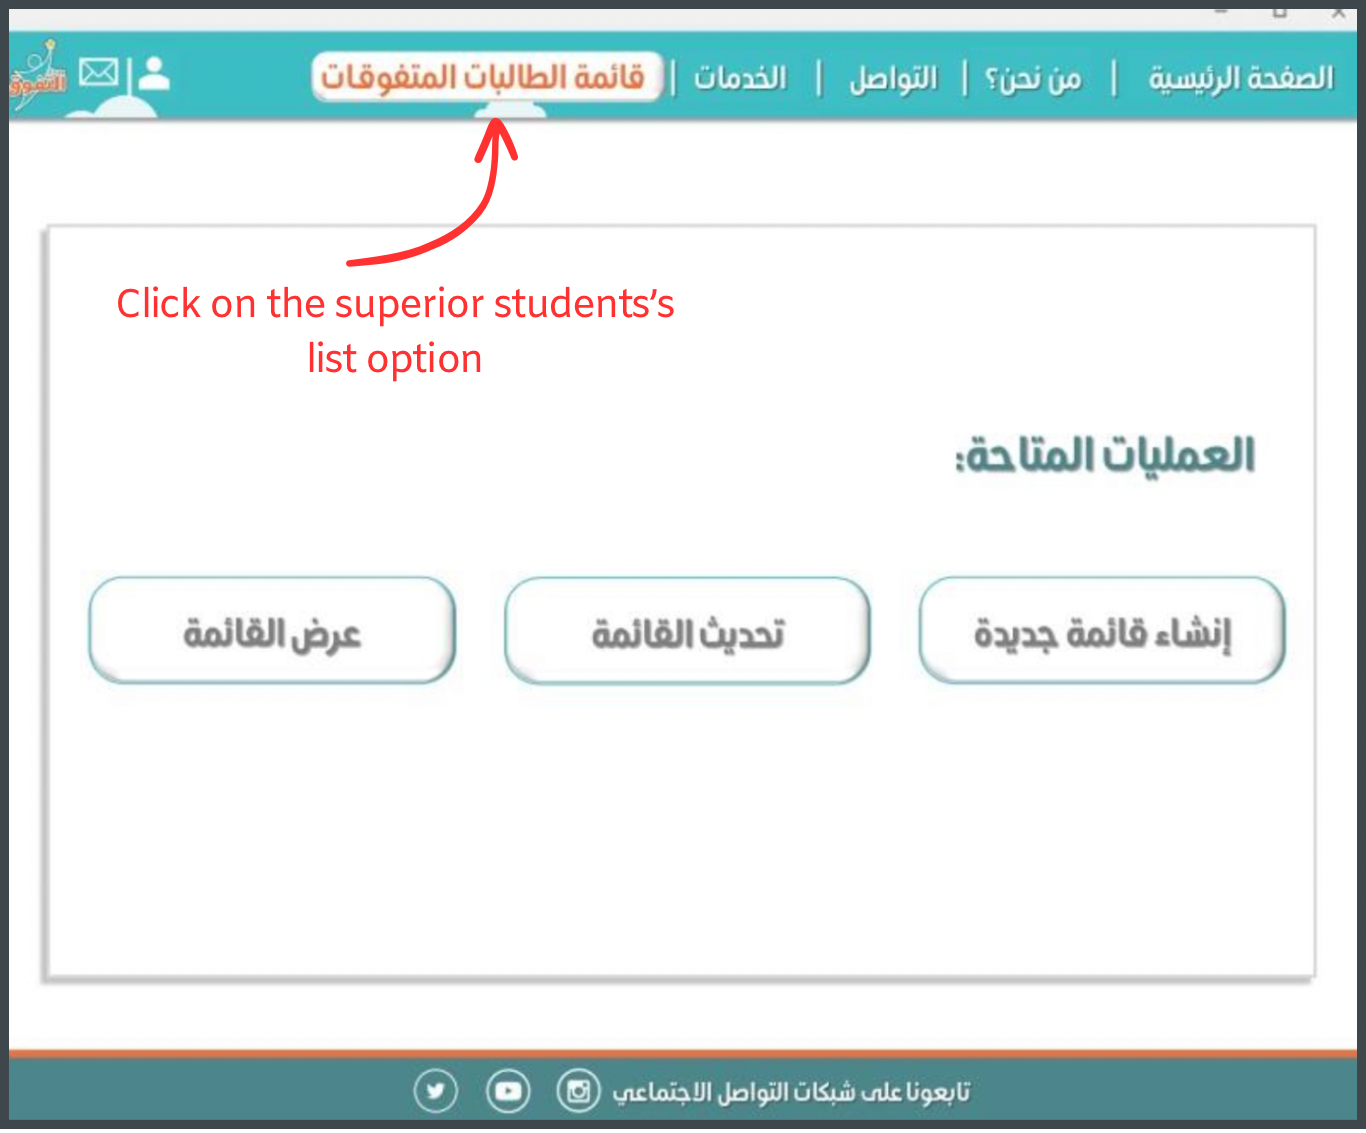 الصفحة الرئيسية | من نحن؟ | التواصل | الخدمات | قائمة الطالبات المتفوقات
التفوق
Click on the superior students's
list option
العمليات المتاحة:
إنشاء قائمة جديدة
تحديث القائمة
عرض القائمة
تابعونا على شبكات التواصل الاجتماعي